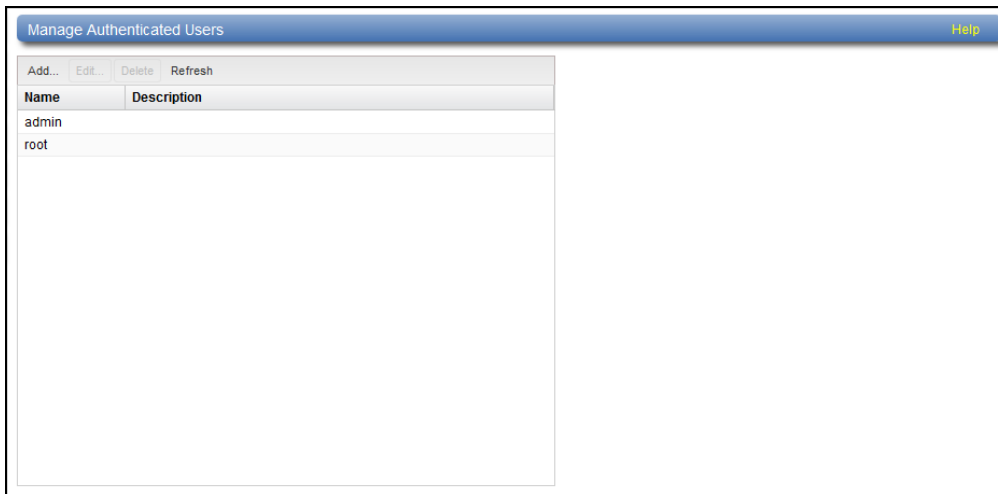 Manage Authenticated Users Help
Add... Edit... Delete Refresh
Name Description
admin
root